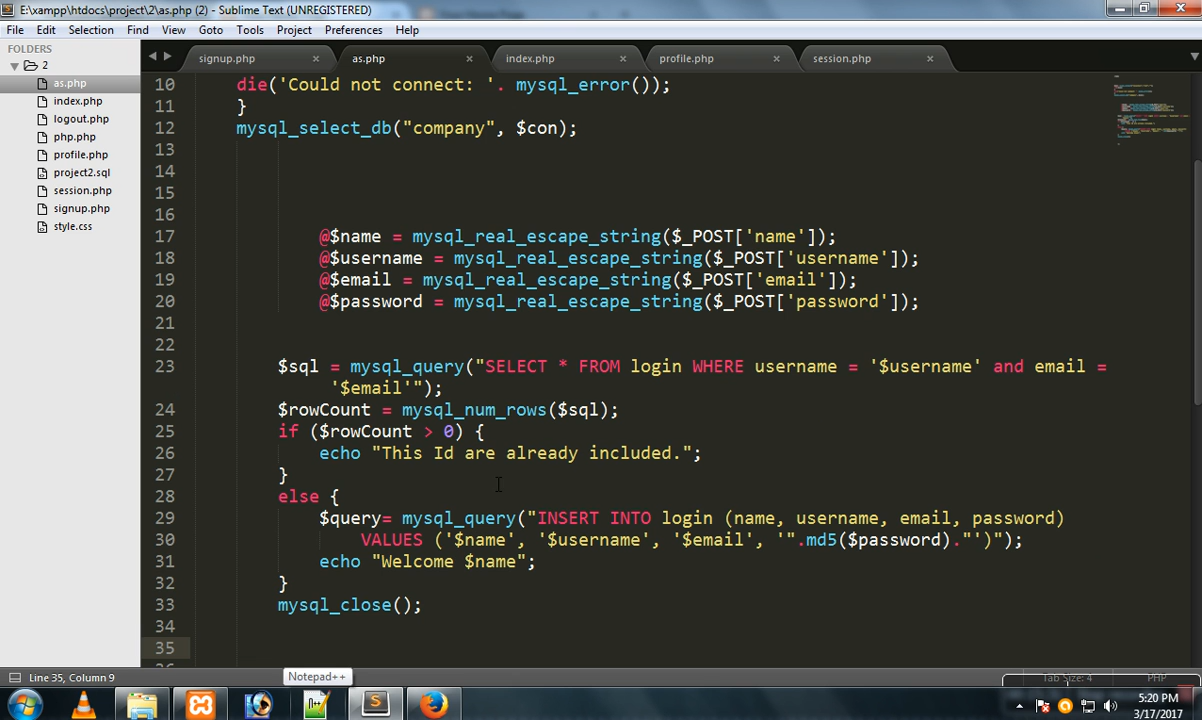 E:\xampp\htdocs\project\2\as.php (2) - Sublime Text (UNREGISTERED)
File Edit Selection Find View Goto Tools Project Preferences Help
FOLDERS
2
as.php
index.php
logout.php
php.php
profile.php
project2.sql
session.php
signup.php
style.css
signup.php × as.php × index.php × profile.php × session.php ×
10 die('Could not connect: '. mysql_error());
11 }
12 mysql_select_db("company", $con);
13
14
15
16
17 @$name = mysql_real_escape_string($_POST['name']);
18 @$username = mysql_real_escape_string($_POST['username']);
19 @$email = mysql_real_escape_string($_POST['email']);
20 @$password = mysql_real_escape_string($_POST['password']);
21
22
23 $sql = mysql_query("SELECT * FROM login WHERE username = '$username' and email =
'$email'");
24 $rowCount = mysql_num_rows($sql);
25 if ($rowCount > 0) {
26 echo "This Id are already included.";
27 }
28 else {
29 $query= mysql_query("INSERT INTO login (name, username, email, password)
30 VALUES ('$name', '$username', '$email', '".md5($password)."')");
31 echo "Welcome $name";
32 }
33 mysql_close();
34
35
Line 35, Column 9 Tab Size: 4 PHP
Notepad++
5:20 PM
3/17/2017